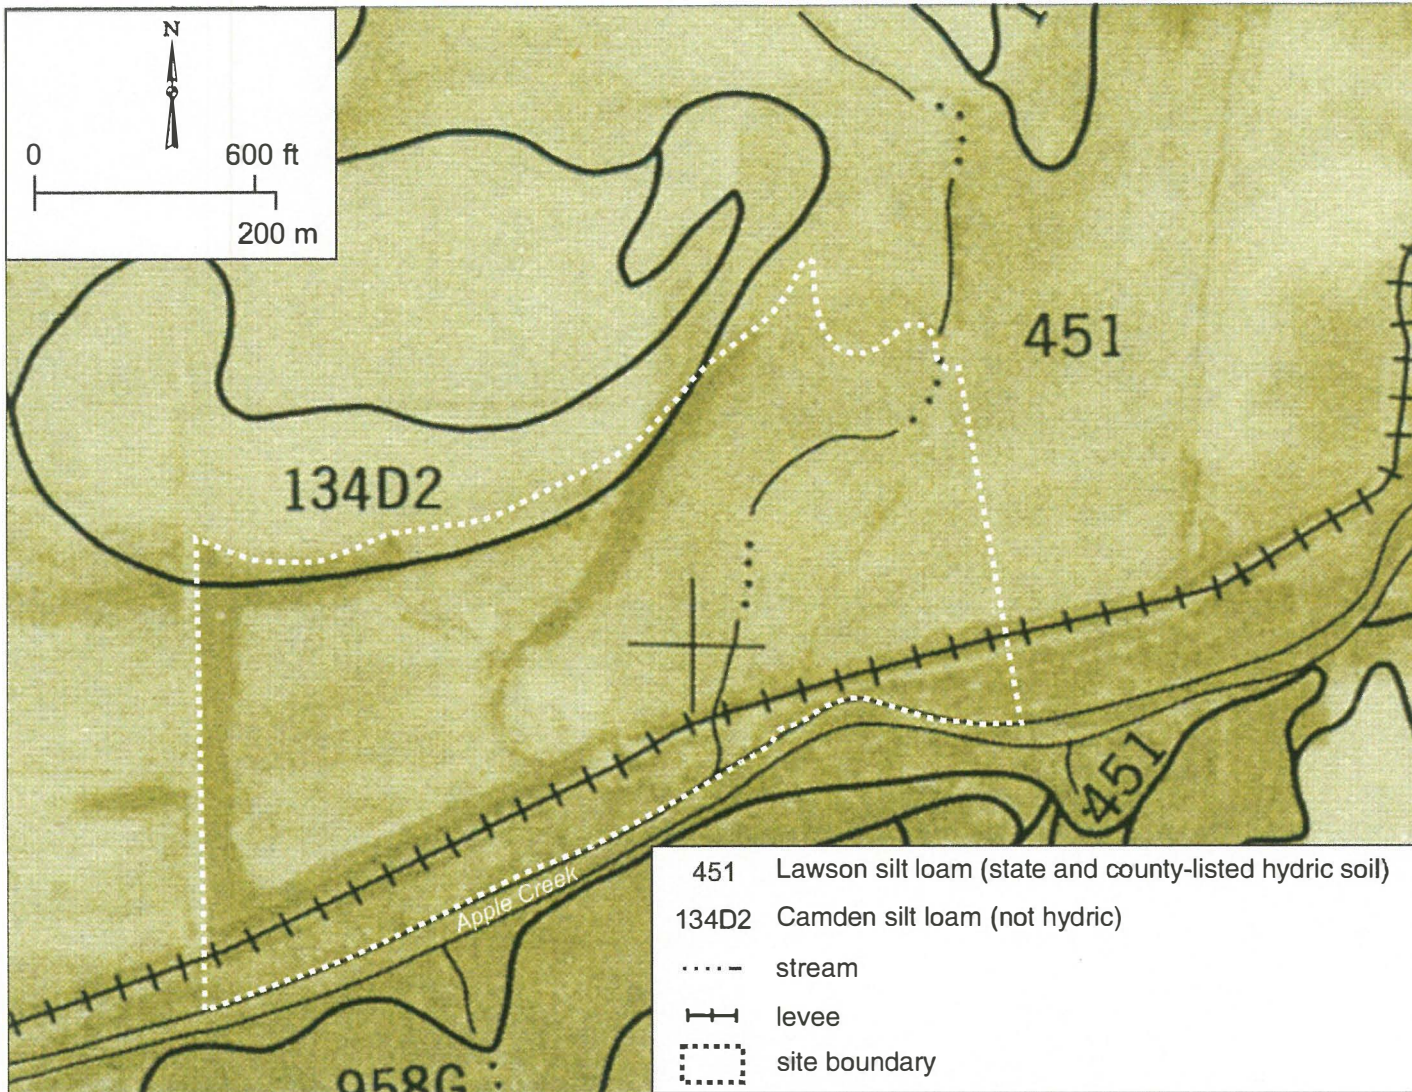 N
0 600 ft
200 m
451
134D2
451
Apple Creek
958G
451 Lawson silt loam (state and county-listed hydric soil)
134D2 Camden silt loam (not hydric)
stream
levee
site boundary